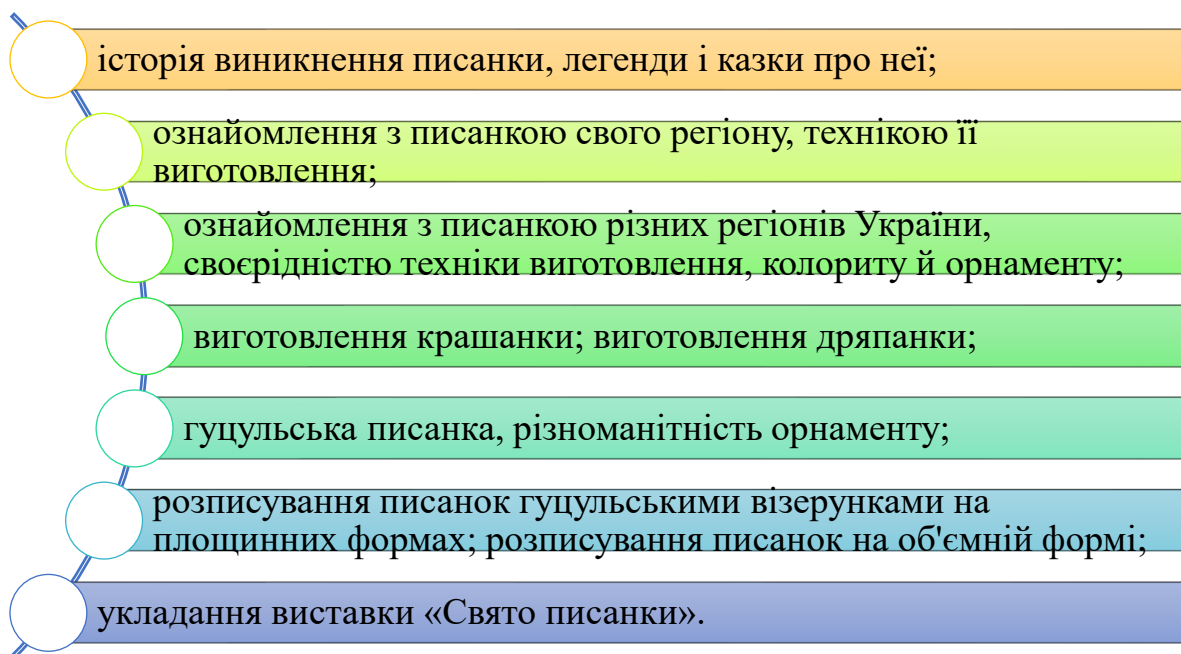 історія виникнення писанки, легенди і казки про неї;
ознайомлення з писанкою свого регіону, технікою її
виготовлення;
ознайомлення з писанкою різних регіонів України,
своєрідністю техніки виготовлення, колориту й орнаменту;
виготовлення крашанки; виготовлення дряпанки;
гуцульська писанка, різноманітність орнаменту;
розписування писанок гуцульськими візерунками на
площинних формах; розписування писанок на об'ємній формі;
укладання виставки «Свято писанки».